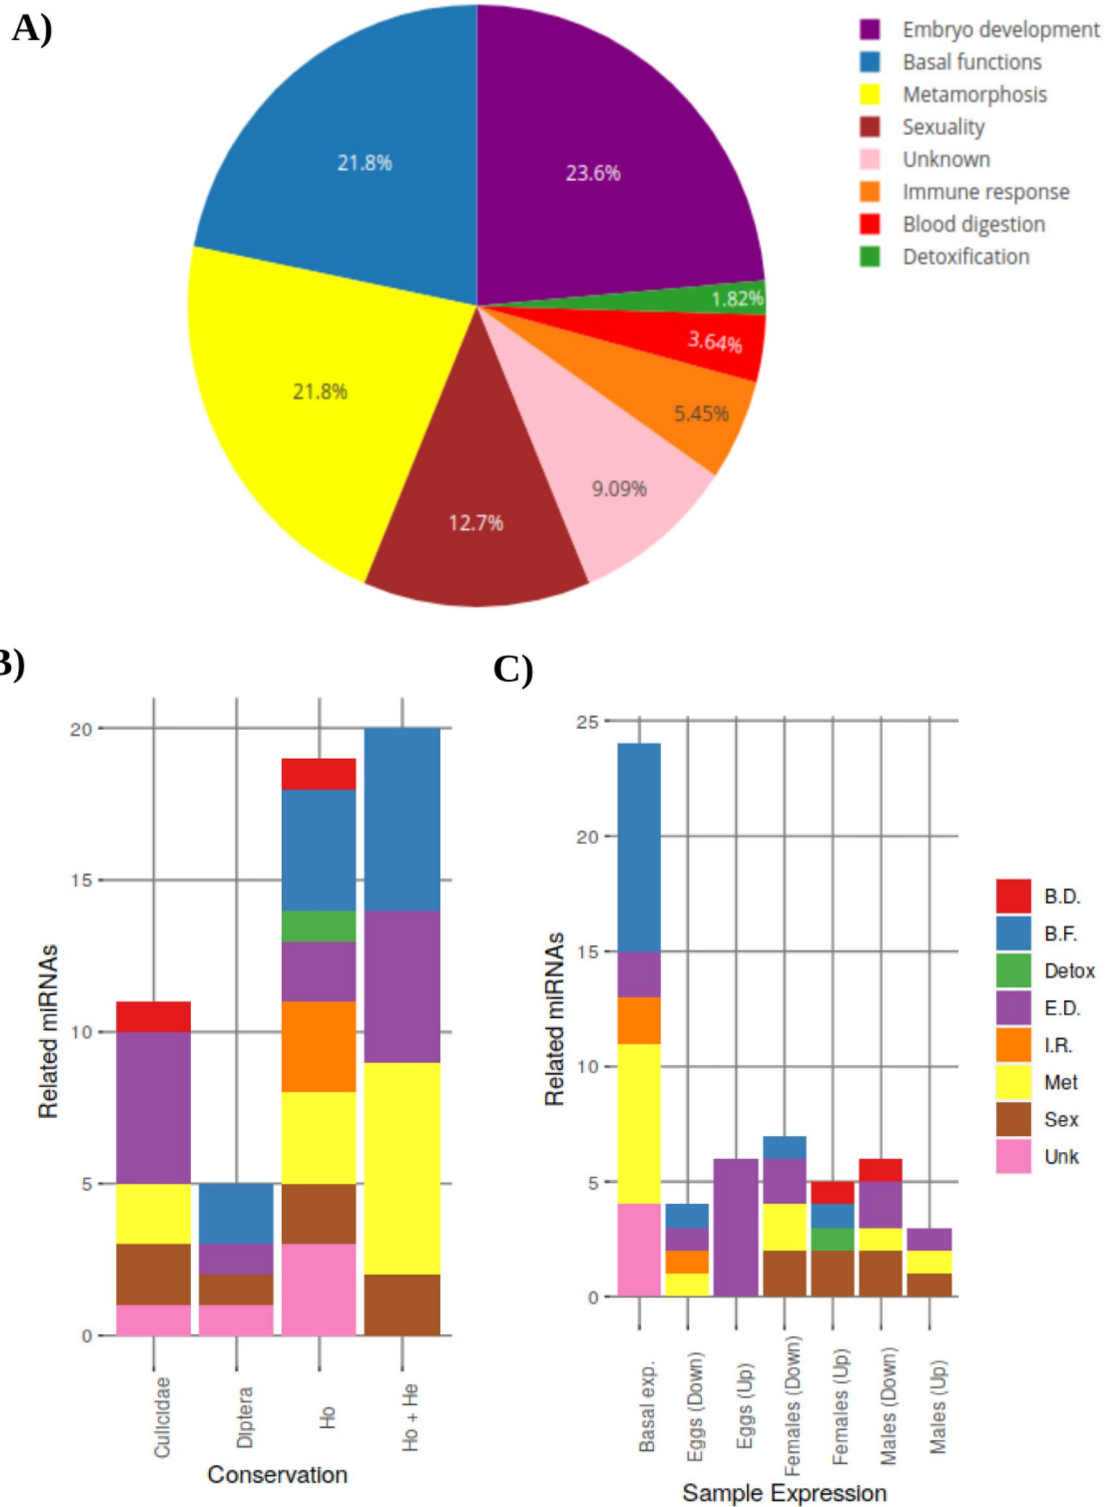 A)
Embryo development
Basal functions
Metamorphosis
Sexuality
Unknown
Immune response
Blood digestion
Detoxification
21.8%
23.6%
1.82%
3.64%
21.8%
5.45%
9.09%
12.7%
B)
20
15
10
5
0
Related miRNAs
Culicidae
Diptera
Ho
Ho + He
Conservation
C)
25
20
15
10
5
0
Related miRNAs
Basal exp.
Eggs (Down)
Eggs (Up)
Females (Down)
Females (Up)
Males (Down)
Males (Up)
Sample Expression
B.D.
B.F.
Detox
E.D.
I.R.
Met
Sex
Unk